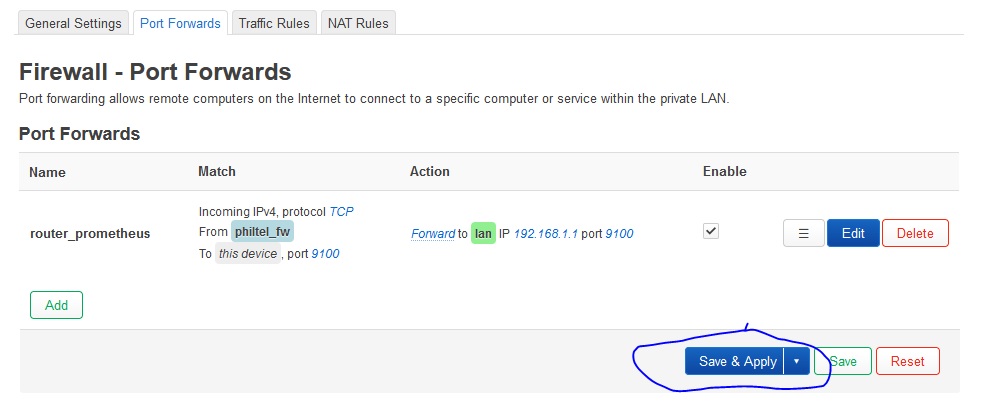 General Settings Port Forwards Traffic Rules NAT Rules
Firewall - Port Forwards
Port forwarding allows remote computers on the Internet to connect to a specific computer or service within the private LAN.
Port Forwards
Name Match Action Enable
Incoming IPv4, protocol TCP
router_prometheus From philtel_fw Forward to lan IP 192.168.1.1 port 9100 ☰ Edit Delete
To this device, port 9100
Add
Save & Apply Save Reset